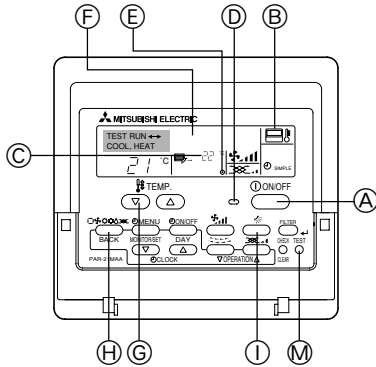 F E D B
MITSUBISHI ELECTRIC
TEST RUN
COOL, HEAT
C
21 °C
22 °C
SIMPLE
TEMP.
ON/OFF
A
MENU
ON/OFF
FILTER
BACK
MONITOR/SET
DAY
CHECK TEST
PAR-21MAA
CLOCK
OPERATION
CLEAR
H G I M